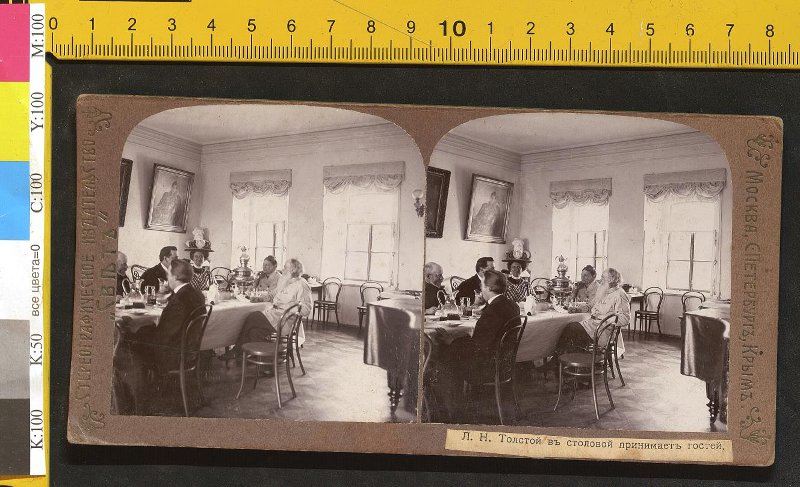 0 1 2 3 4 5 6 7 8 9 10 1 2 3 4 5 6 7 8
M:100
Y:100
C:100
все цвета=0
K:50
K:100
Стереографическое издательство
„Свѣтъ"
Москва, С.Петербургъ, Крымъ
Л. Н. Толстой въ столовой принимаетъ гостей.